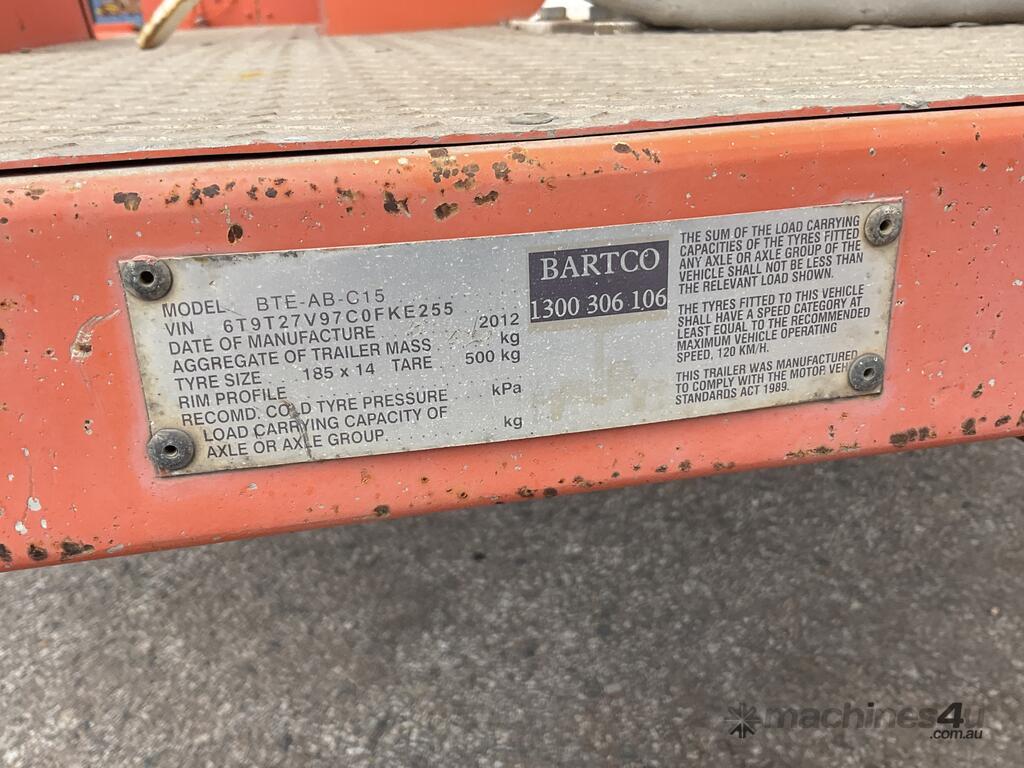 MODEL BTE-AB-C15
VIN 6T9T27V97C0FKE255
DATE OF MANUFACTURE 2012
AGGREGATE OF TRAILER MASS kg
TYRE SIZE 185 x 14 TARE 500 kg
RIM PROFILE
RECOMD. COLD TYRE PRESSURE kPa
LOAD CARRYING CAPACITY OF kg
AXLE OR AXLE GROUP
BARTCO
1300 306 106
THE SUM OF THE LOAD CARRYING
CAPACITIES OF THE TYRES FITTED
ANY AXLE OR AXLE GROUP OF THE
VEHICLE SHALL NOT BE LESS THAN
THE RELEVANT LOAD SHOWN.
THE TYRES FITTED TO THIS VEHICLE
SHALL HAVE A SPEED CATEGORY AT
LEAST EQUAL TO THE RECOMMENDED
MAXIMUM VEHICLE OPERATING
SPEED, 120 KM/H.
THIS TRAILER WAS MANUFACTURED
TO COMPLY WITH THE MOTOR VEH
STANDARDS ACT 1989.
machines4u
.com.au